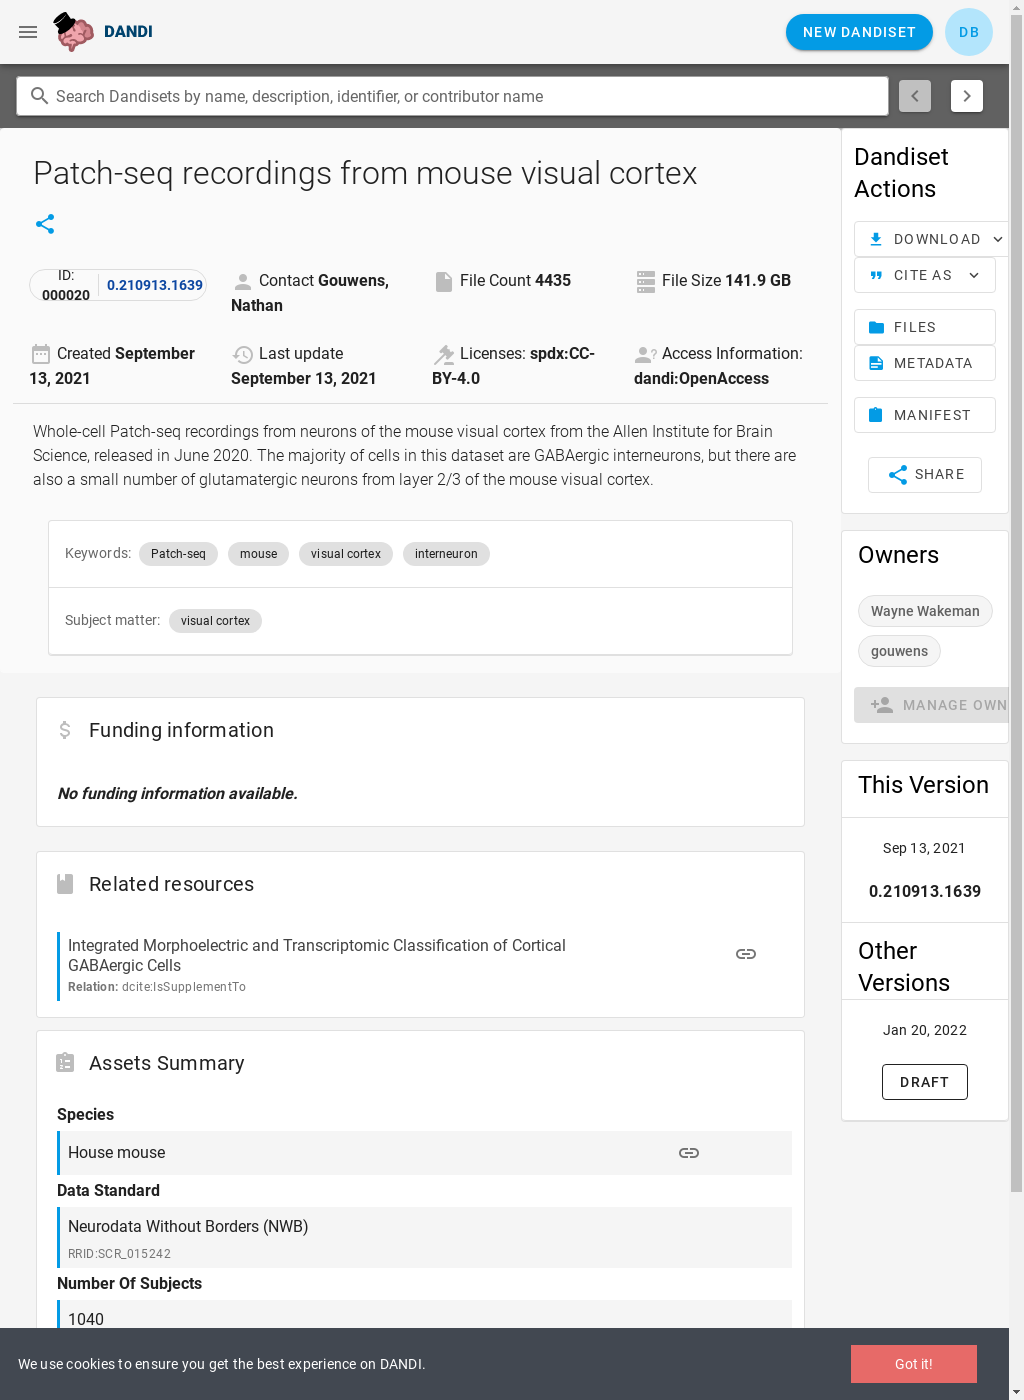 DANDI
NEW DANDISET
DB
Search Dandisets by name, description, identifier, or contributor name
Patch-seq recordings from mouse visual cortex
ID:
000020
0.210913.1639
Contact Gouwens,
Nathan
File Count 4435
File Size 141.9 GB
Created September
13, 2021
Last update
September 13, 2021
Licenses: spdx:CC-
BY-4.0
Access Information:
dandi:OpenAccess
Whole-cell Patch-seq recordings from neurons of the mouse visual cortex from the Allen Institute for Brain
Science, released in June 2020. The majority of cells in this dataset are GABAergic interneurons, but there are
also a small number of glutamatergic neurons from layer 2/3 of the mouse visual cortex.
Keywords: Patch-seq mouse visual cortex interneuron
Subject matter: visual cortex
Funding information
No funding information available.
Related resources
Integrated Morphoelectric and Transcriptomic Classification of Cortical
GABAergic Cells
Relation: dcite:IsSupplementTo
Assets Summary
Species
House mouse
Data Standard
Neurodata Without Borders (NWB)
RRID:SCR_015242
Number Of Subjects
1040
Dandiset
Actions
DOWNLOAD
CITE AS
FILES
METADATA
MANIFEST
SHARE
Owners
Wayne Wakeman
gouwens
MANAGE OWN
This Version
Sep 13, 2021
0.210913.1639
Other
Versions
Jan 20, 2022
DRAFT
We use cookies to ensure you get the best experience on DANDI.
Got it!